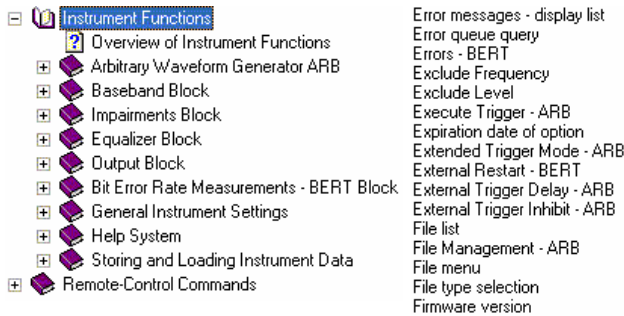 Instrument Functions
Overview of Instrument Functions
Arbitrary Waveform Generator ARB
Baseband Block
Impairments Block
Equalizer Block
Output Block
Bit Error Rate Measurements - BERT Block
General Instrument Settings
Help System
Storing and Loading Instrument Data
Remote-Control Commands
Error messages - display list
Error queue query
Errors - BERT
Exclude Frequency
Exclude Level
Execute Trigger - ARB
Expiration date of option
Extended Trigger Mode - ARB
External Restart - BERT
External Trigger Delay - ARB
External Trigger Inhibit - ARB
File list
File Management - ARB
File menu
File type selection
Firmware version